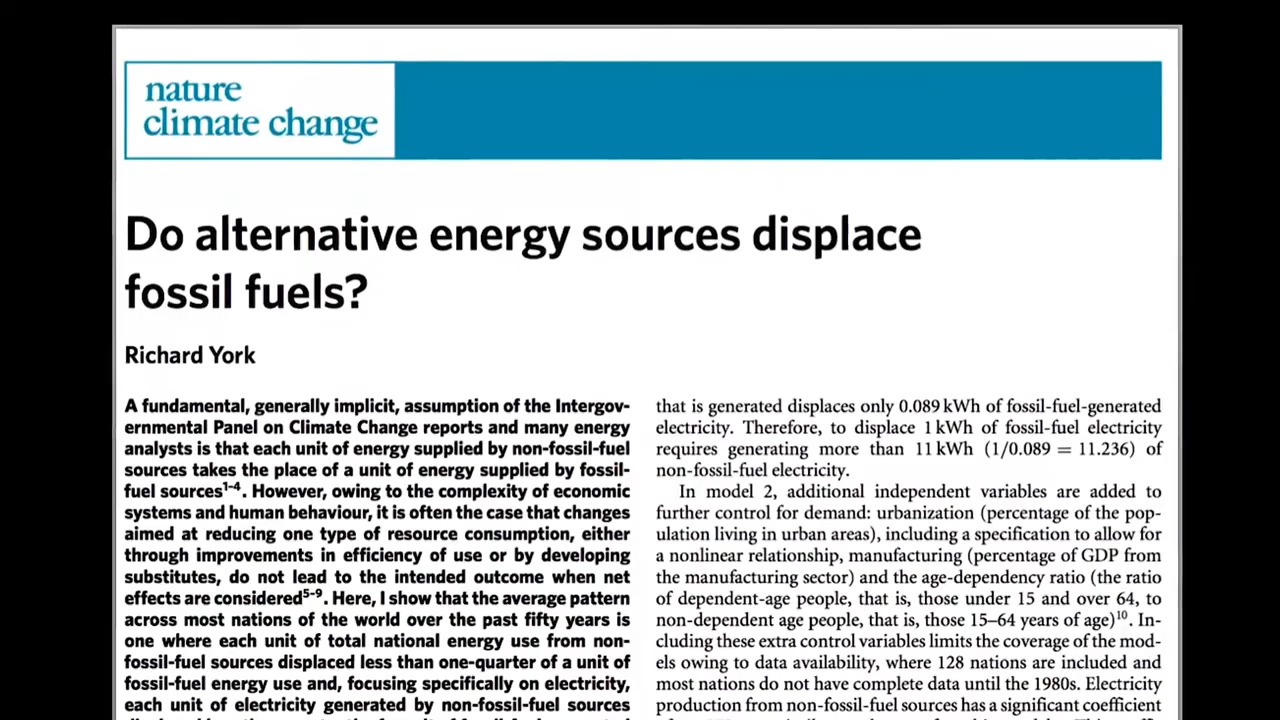 nature
climate change
Do alternative energy sources displace
fossil fuels?
Richard York
A fundamental, generally implicit, assumption of the Intergov-
ernmental Panel on Climate Change reports and many energy
analysts is that each unit of energy supplied by non-fossil-fuel
sources takes the place of a unit of energy supplied by fossil-
fuel sources1–4. However, owing to the complexity of economic
systems and human behaviour, it is often the case that changes
aimed at reducing one type of resource consumption, either
through improvements in efficiency of use or by developing
substitutes, do not lead to the intended outcome when net
effects are considered5–9. Here, I show that the average pattern
across most nations of the world over the past fifty years is
one where each unit of total national energy use from non-
fossil-fuel sources displaced less than one-quarter of a unit of
fossil-fuel energy use and, focusing specifically on electricity,
each unit of electricity generated by non-fossil-fuel sources
that is generated displaces only 0.089 kWh of fossil-fuel-generated
electricity. Therefore, to displace 1 kWh of fossil-fuel electricity
requires generating more than 11 kWh (1/0.089 = 11.236) of
non-fossil-fuel electricity.
In model 2, additional independent variables are added to
further control for demand: urbanization (percentage of the pop-
ulation living in urban areas), including a specification to allow for
a nonlinear relationship, manufacturing (percentage of GDP from
the manufacturing sector) and the age-dependency ratio (the ratio
of dependent-age people, that is, those under 15 and over 64, to
non-dependent age people, that is, those 15–64 years of age)10. In-
cluding these extra control variables limits the coverage of the mod-
els owing to data availability, where 128 nations are included and
most nations do not have complete data until the 1980s. Electricity
production from non-fossil-fuel sources has a significant coefficient